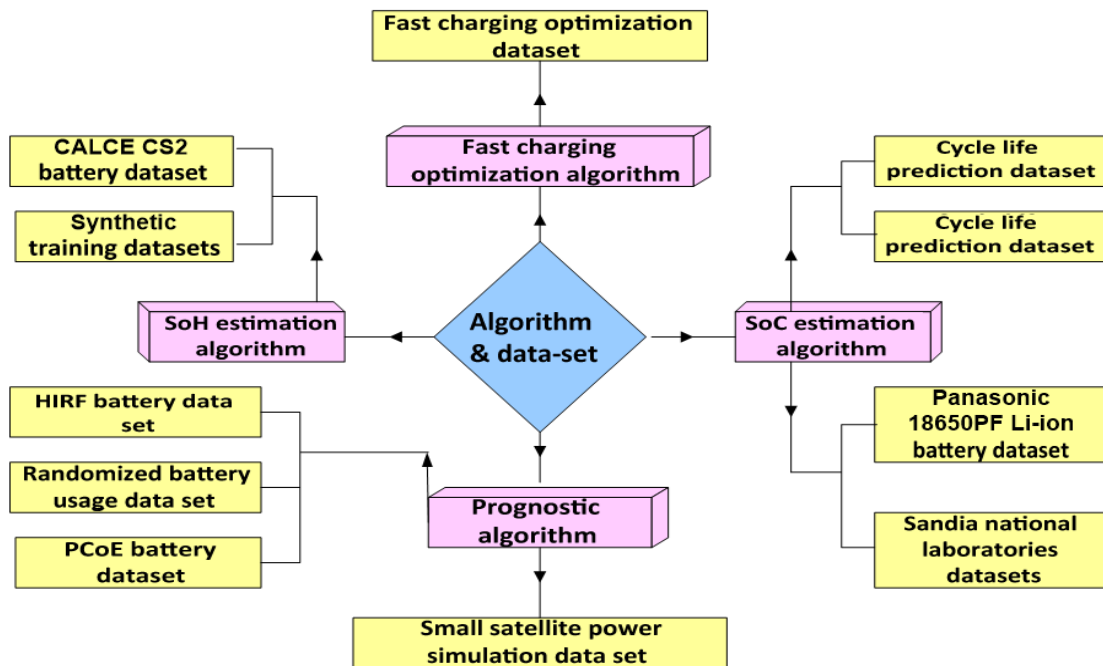 Fast charging optimization
dataset
Fast charging
optimization algorithm
CALCE CS2
battery dataset
Synthetic
training datasets
Cycle life
prediction dataset
Cycle life
prediction dataset
SoH estimation
algorithm
Algorithm
& data-set
SoC estimation
algorithm
HIRF battery data
set
Randomized battery
usage data set
PCoE battery
dataset
Prognostic
algorithm
Panasonic
18650PF Li-ion
battery dataset
Sandia national
laboratories
datasets
Small satellite power
simulation data set